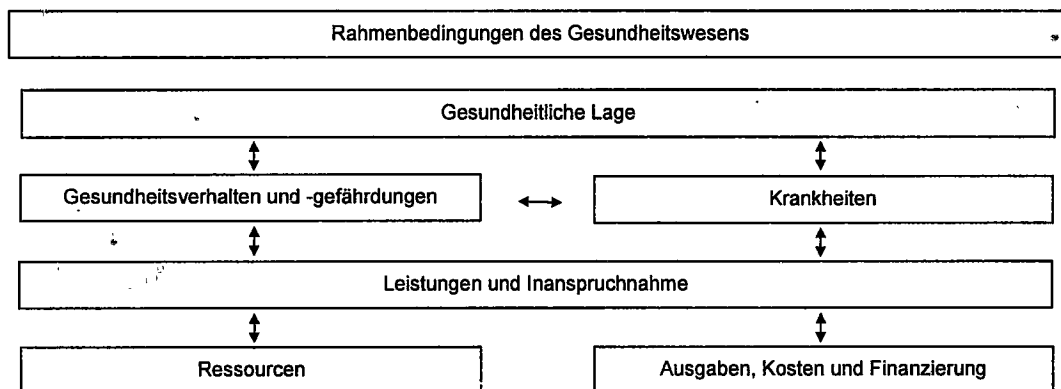 Rahmenbedingungen des Gesundheitswesens
Gesundheitliche Lage
Gesundheitsverhalten und -gefährdungen
Krankheiten
Leistungen und Inanspruchnahme
Ressourcen
Ausgaben, Kosten und Finanzierung